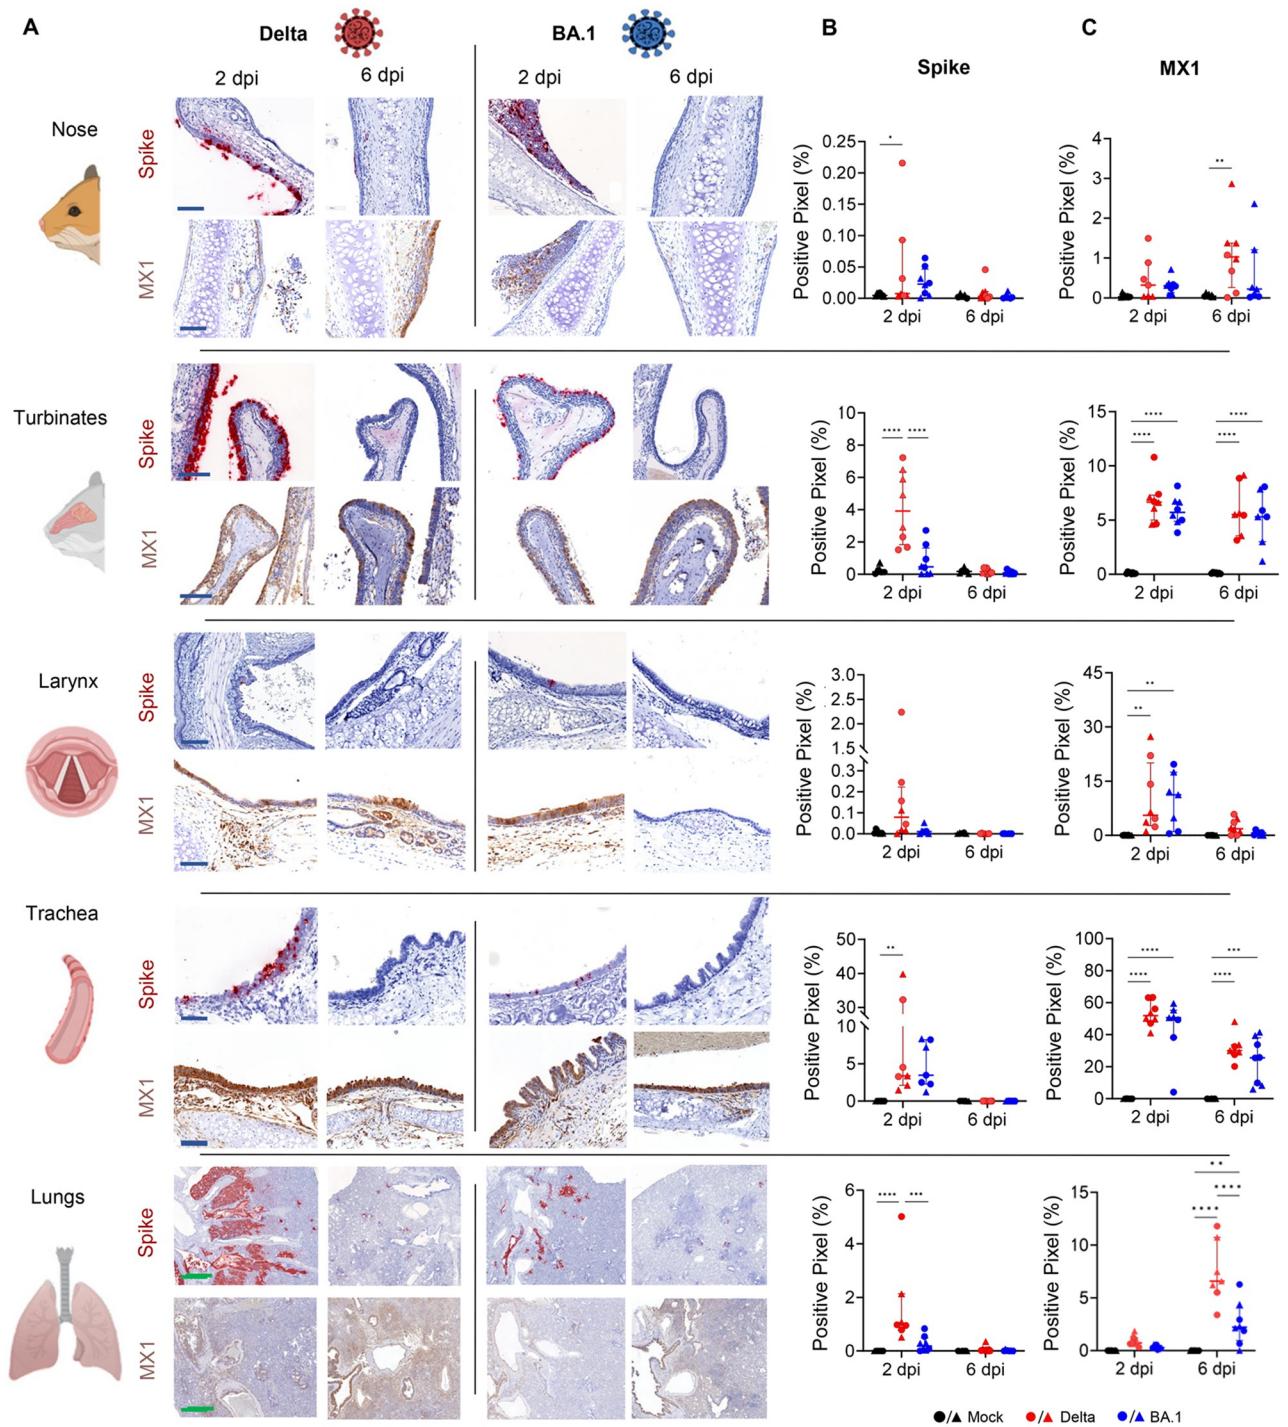 A
Delta
BA.1
2 dpi
6 dpi
2 dpi
6 dpi
B
Spike
C
MX1
Nose
Spike
MX1
Positive Pixel (%)
0.25
0.20
0.15
0.10
0.05
0.00
*
2 dpi
6 dpi
Positive Pixel (%)
4
3
2
1
0
**
2 dpi
6 dpi
Turbinates
Spike
MX1
Positive Pixel (%)
10
8
6
4
2
0
**** ****
2 dpi
6 dpi
Positive Pixel (%)
15
10
5
0
****
****
****
****
2 dpi
6 dpi
Larynx
Spike
MX1
Positive Pixel (%)
3.0
2.5
2.0
1.5
0.3
0.2
0.1
0.0
2 dpi
6 dpi
Positive Pixel (%)
45
30
15
0
**
**
2 dpi
6 dpi
Trachea
Spike
MX1
Positive Pixel (%)
50
40
30
10
5
0
**
2 dpi
6 dpi
Positive Pixel (%)
100
80
60
40
20
0
****
****
***
****
2 dpi
6 dpi
Lungs
Spike
MX1
Positive Pixel (%)
6
4
2
0
**** ***
2 dpi
6 dpi
Positive Pixel (%)
15
10
5
0
**
****
****
2 dpi
6 dpi
●/▲ Mock ●/▲ Delta ●/▲ BA.1